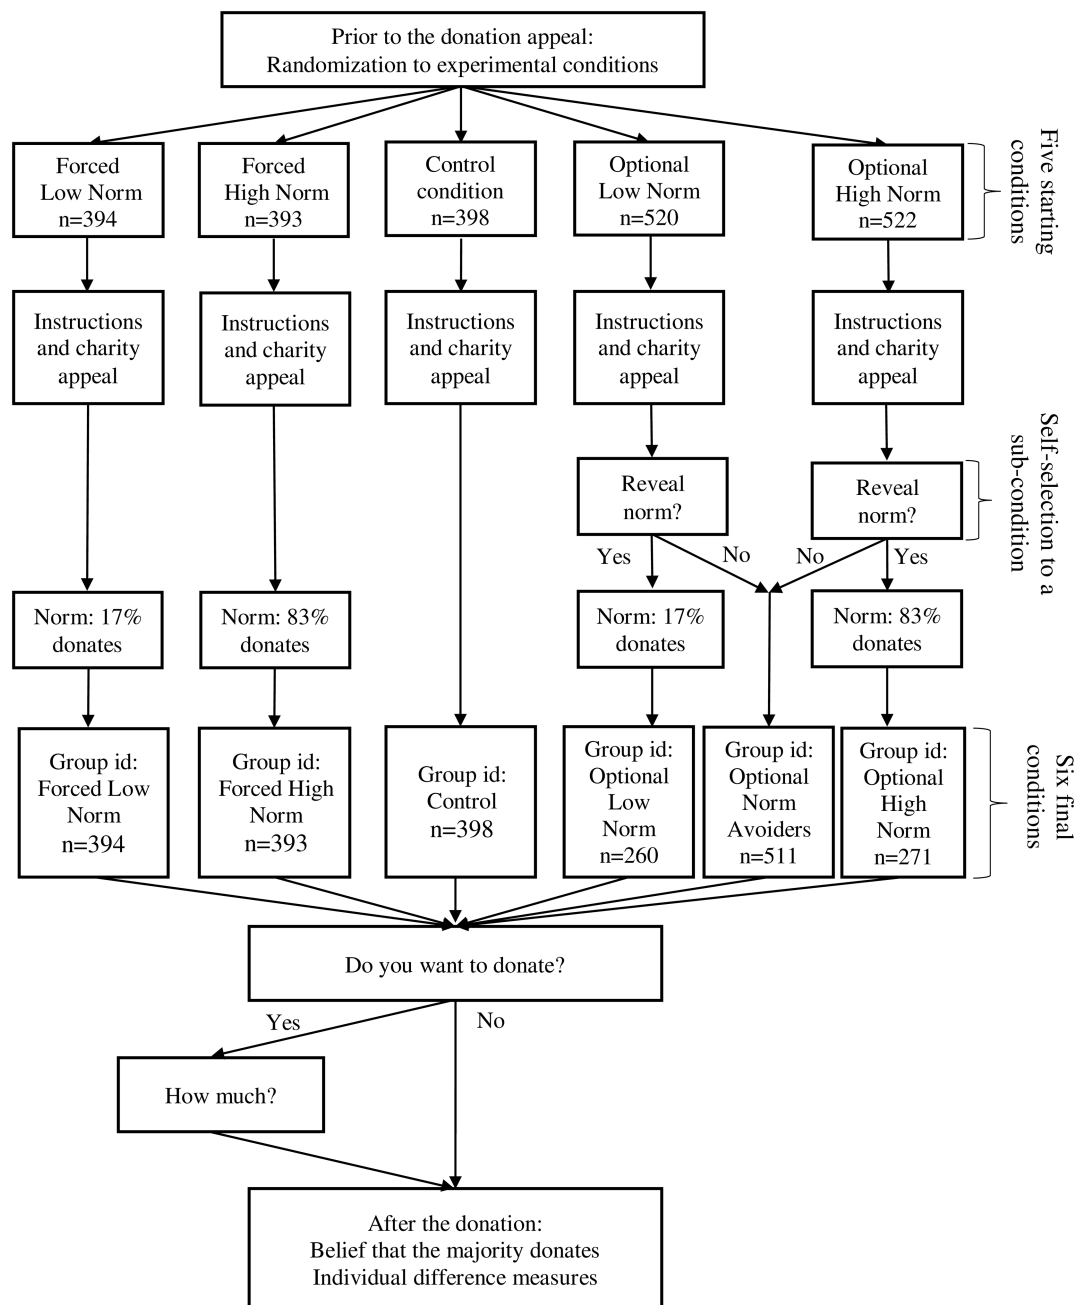 Prior to the donation appeal:
Randomization to experimental conditions
Forced
Low Norm
n=394
Forced
High Norm
n=393
Control
condition
n=398
Optional
Low Norm
n=520
Optional
High Norm
n=522
Five starting
conditions
Instructions
and charity
appeal
Instructions
and charity
appeal
Instructions
and charity
appeal
Instructions
and charity
appeal
Instructions
and charity
appeal
Reveal
norm?
Reveal
norm?
Self-selection to a
sub-condition
Yes
No
No
Yes
Norm: 17%
donates
Norm: 83%
donates
Norm: 17%
donates
Norm: 83%
donates
Group id:
Forced Low
Norm
n=394
Group id:
Forced High
Norm
n=393
Group id:
Control
n=398
Group id:
Optional
Low
Norm
n=260
Group id:
Optional
Norm
Avoiders
n=511
Group id:
Optional
High
Norm
n=271
Six final
conditions
Do you want to donate?
Yes
No
How much?
After the donation:
Belief that the majority donates
Individual difference measures